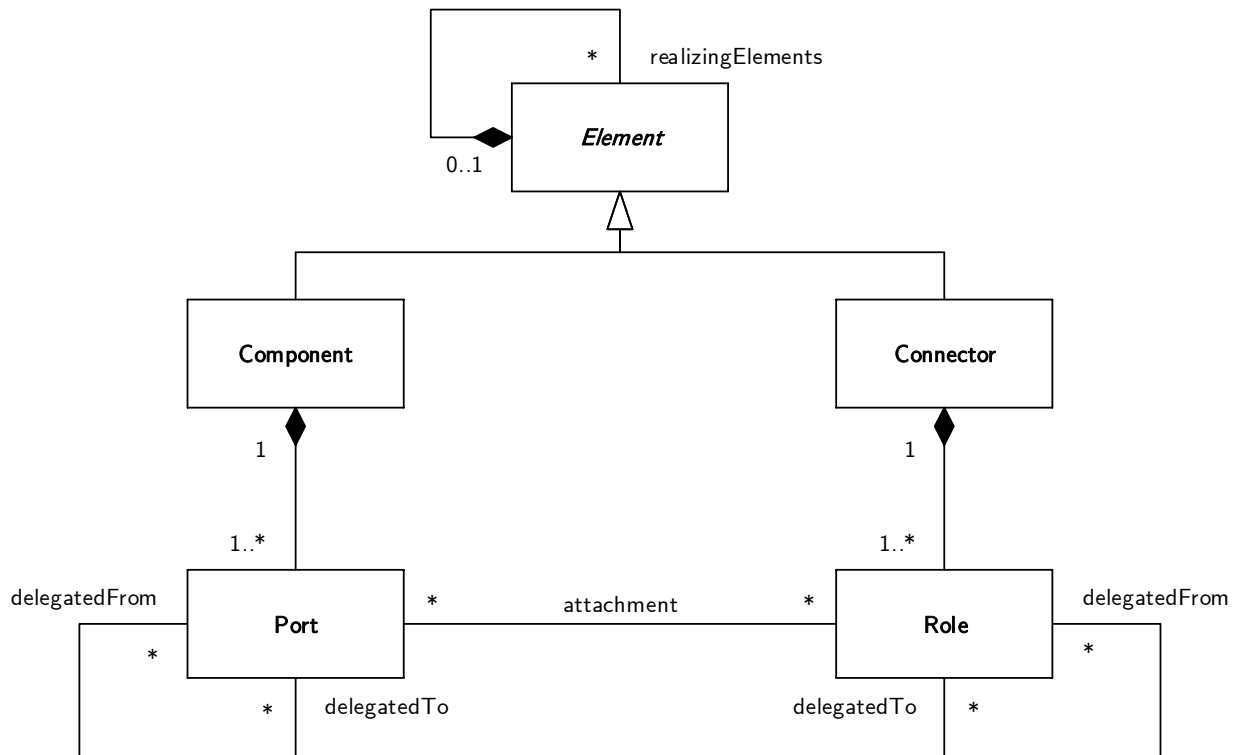 * realizingElements
Element
0..1
Component
Connector
1
1
1..*
1..*
delegatedFrom
Port
*
attachment
*
Role
delegatedFrom
*
*
*
delegatedTo
delegatedTo
*